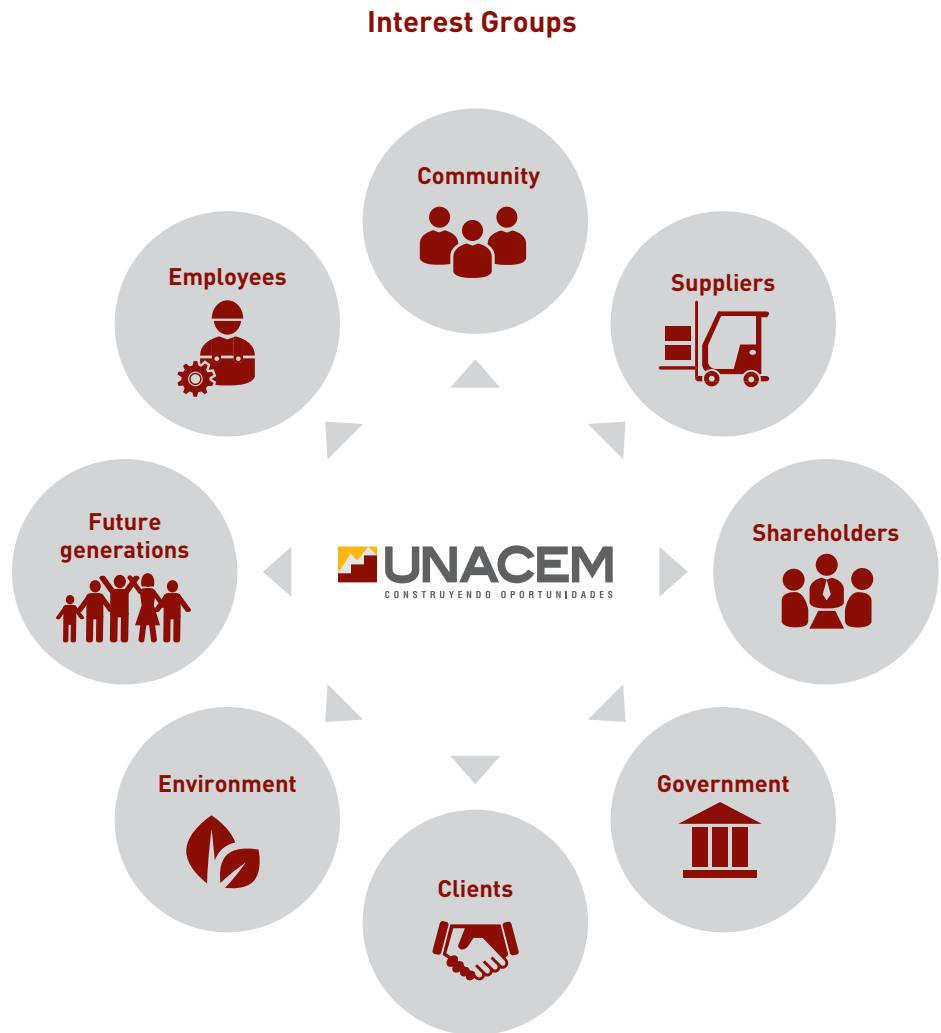 Interest Groups
Community
Employees
Suppliers
Future
generations
Shareholders
UNACEM
CONSTRUYENDO OPORTUNIDADES
Environment
Government
Clients